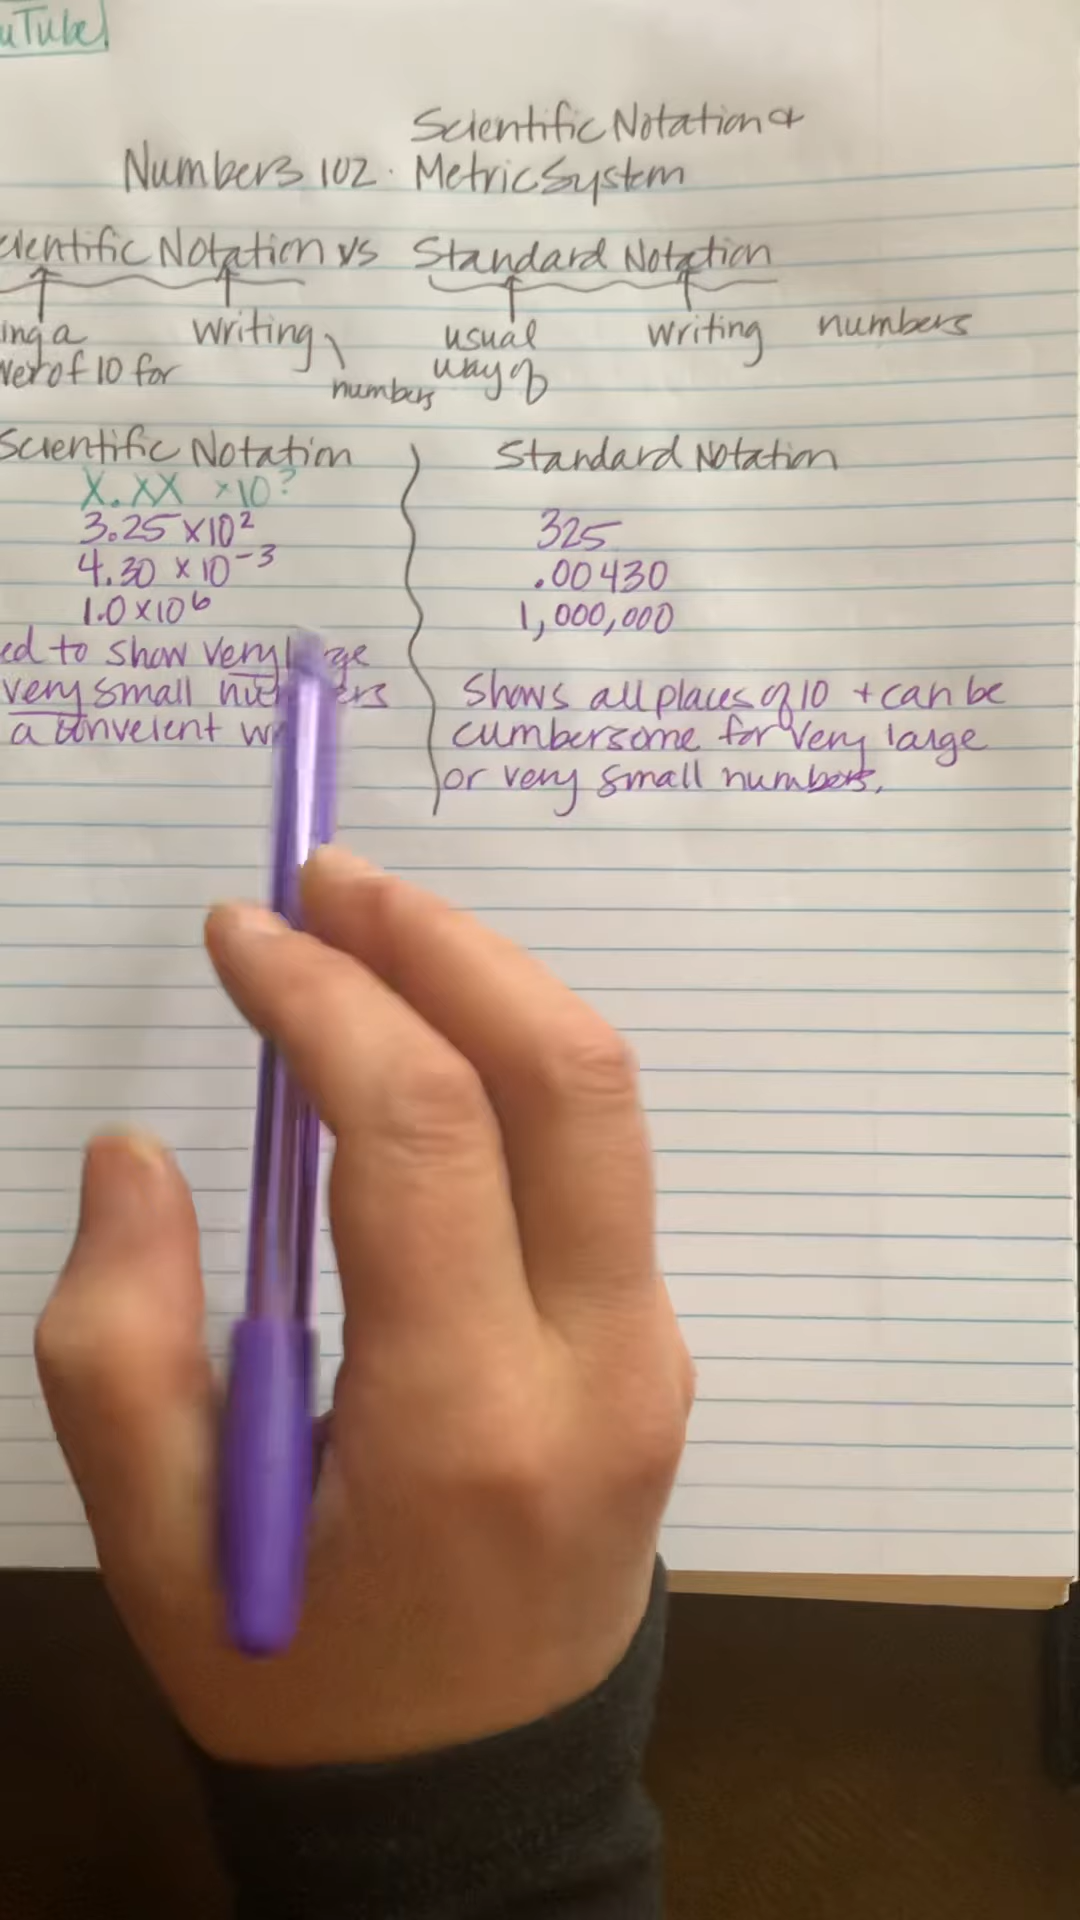 uTube
Scientific Notation &
Numbers 102. Metric System
cientific Notation vs Standard Notation
ing a writing usual writing numbers
wer of 10 for numbers way of
Scientific Notation Standard Notation
X.XX ×10?
3.25 ×10² 325
4.30 ×10⁻³ .00430
1.0×10⁶ 1,000,000
ed to show very
very small
a convelent
Shows all places of 10 + can be
cumbersome for very large
or very small numbers.